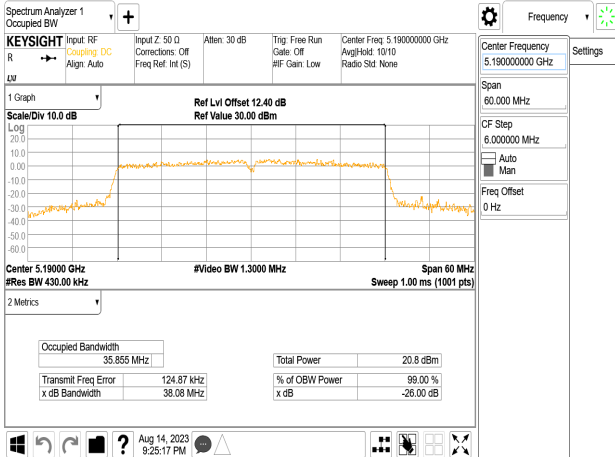 Spectrum Analyzer 1
Occupied BW
Frequency
KEYSIGHT
R
Input: RF
Coupling: DC
Align: Auto
Input Z: 50 Ω
Corrections: Off
Freq Ref: Int (S)
Atten: 30 dB
Trig: Free Run
Gate: Off
#IF Gain: Low
Center Freq: 5.190000000 GHz
Avg|Hold: 10/10
Radio Std: None
Center Frequency
5.190000000 GHz
Settings
Span
60.000 MHz
CF Step
6.000000 MHz
Auto
Man
Freq Offset
0 Hz
1 Graph
Scale/Div 10.0 dB
Ref Lvl Offset 12.40 dB
Ref Value 30.00 dBm
Log
20.0
10.0
0.00
-10.0
-20.0
-30.0
-40.0
-50.0
-60.0
Center 5.19000 GHz
#Video BW 1.3000 MHz
Span 60 MHz
#Res BW 430.00 kHz
Sweep 1.00 ms (1001 pts)
2 Metrics
Occupied Bandwidth
35.855 MHz
Total Power 20.8 dBm
Transmit Freq Error 124.87 kHz
% of OBW Power 99.00 %
x dB Bandwidth 38.08 MHz
x dB -26.00 dB
?
Aug 14, 2023
9:25:17 PM